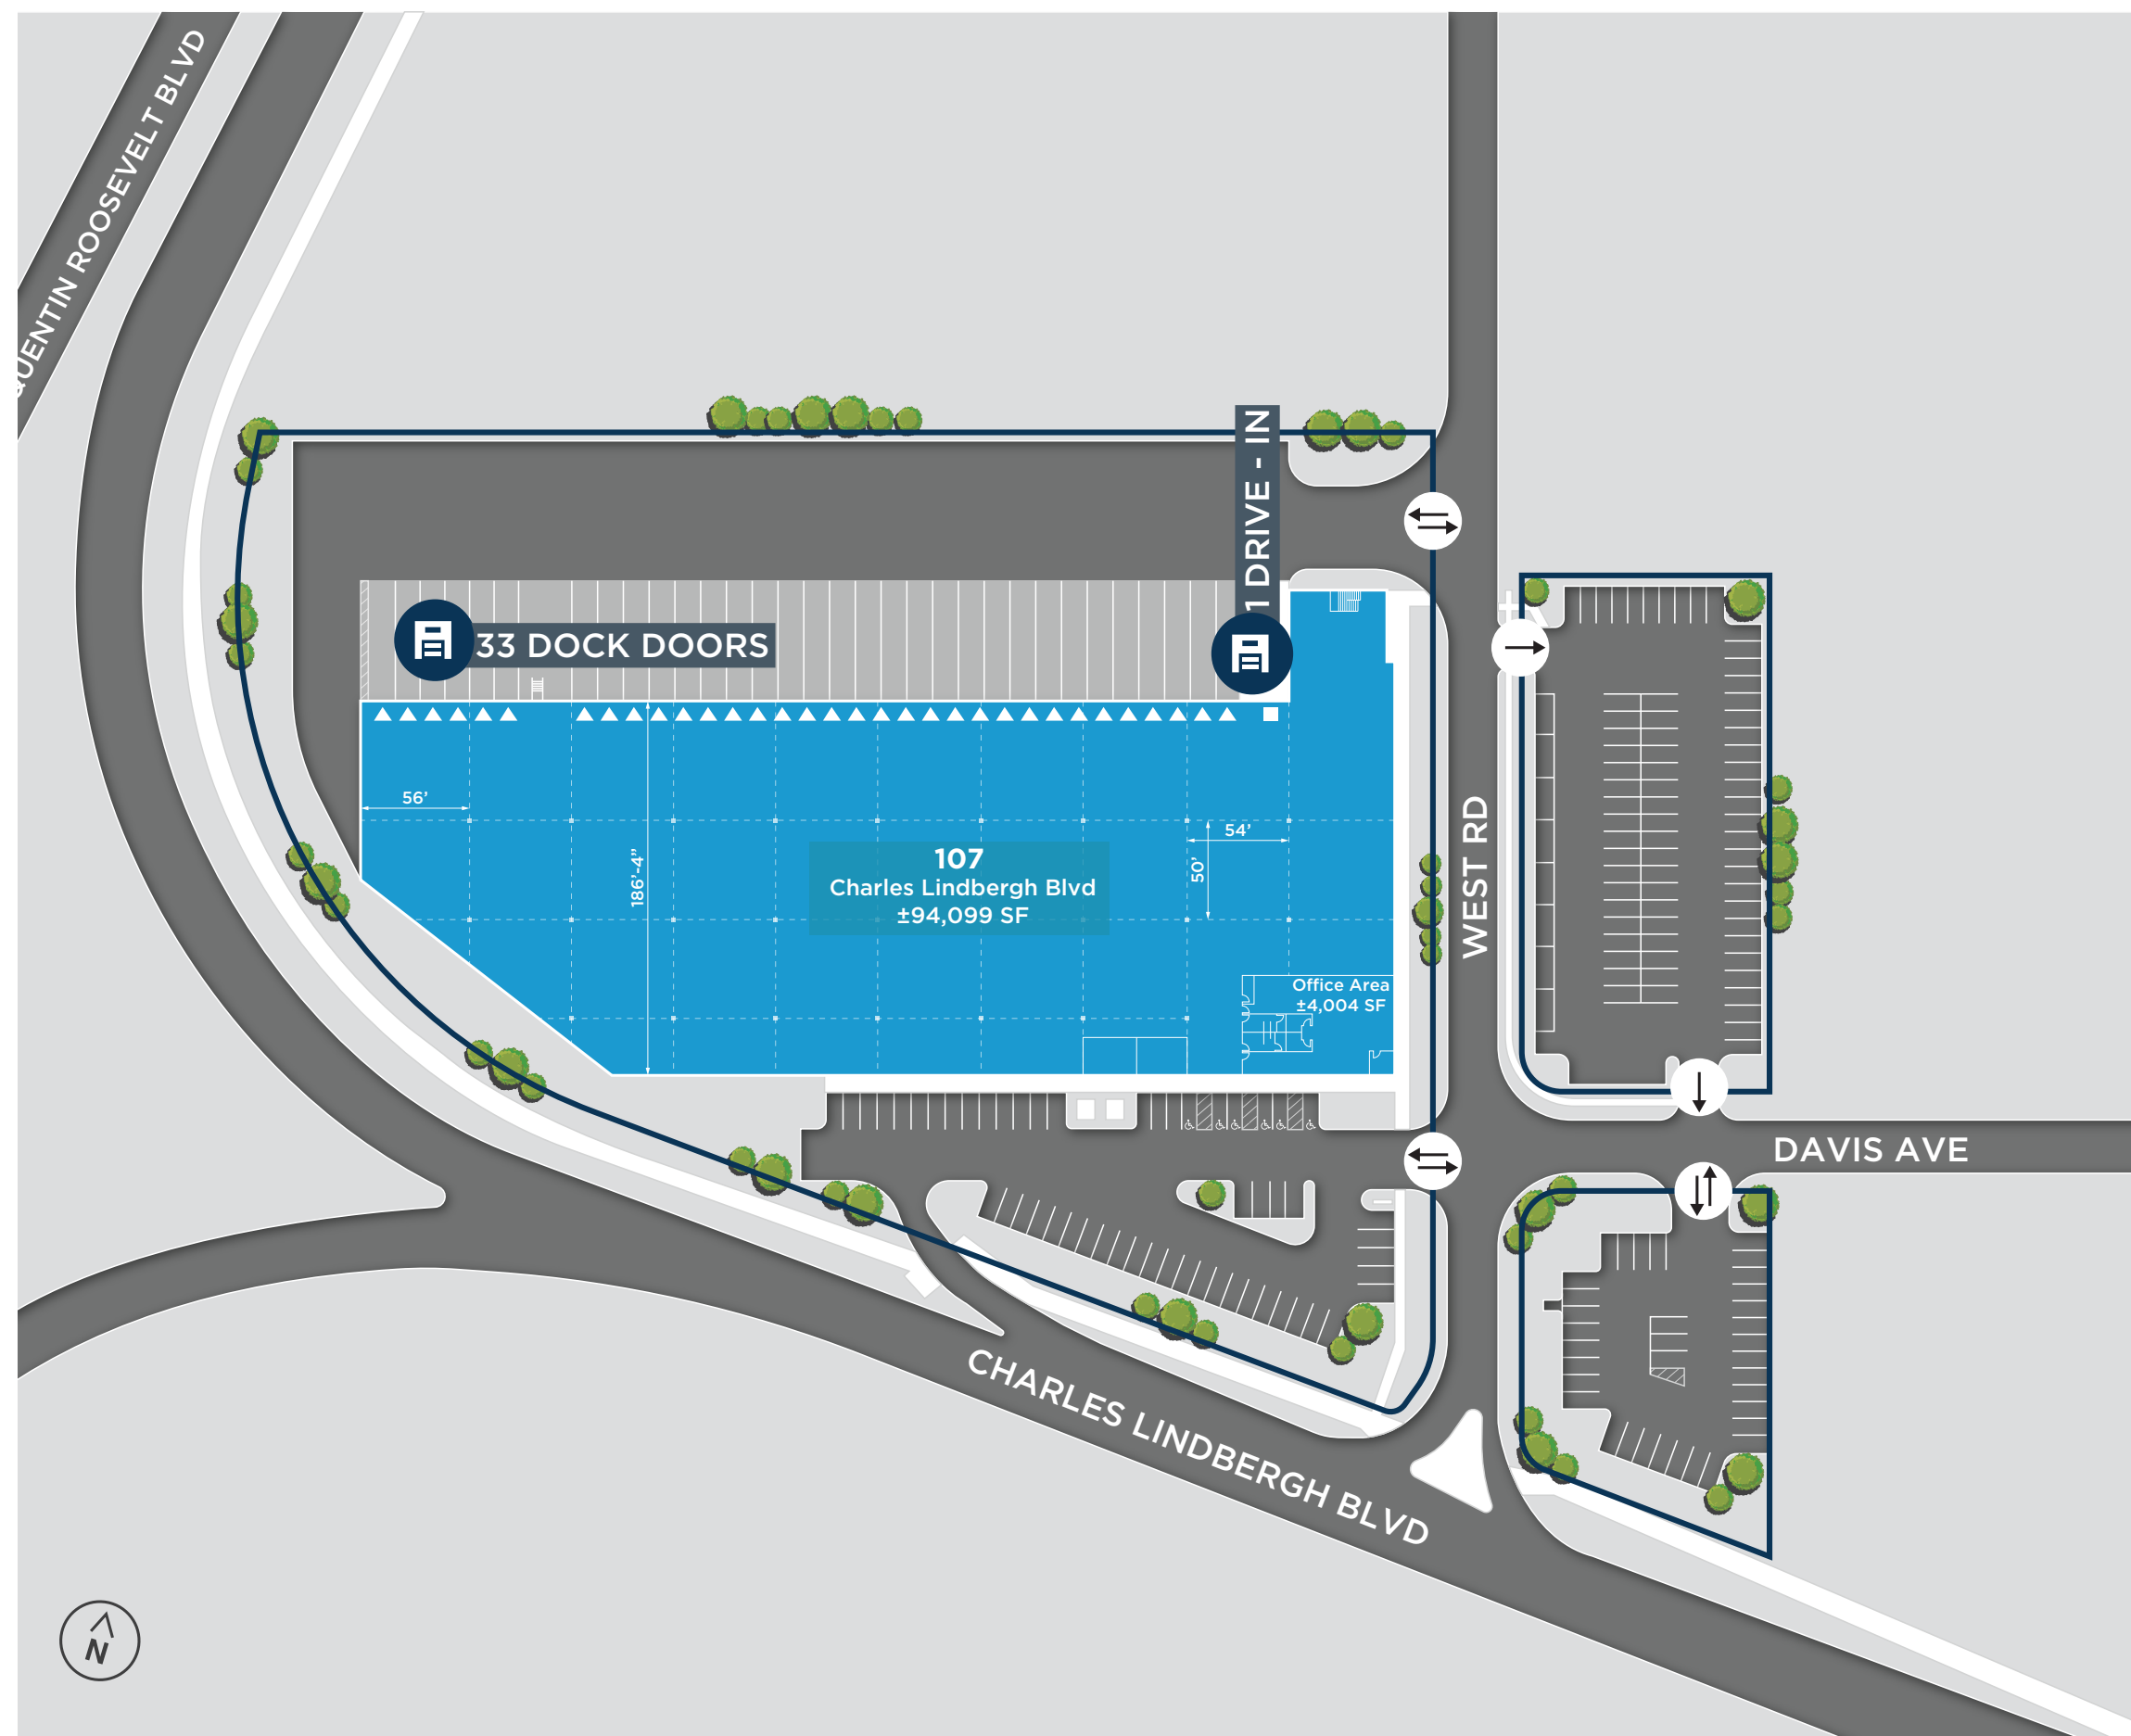 QUENTIN ROOSEVELT BLVD
1 DRIVE - IN
33 DOCK DOORS
56’
186’-4”
54’
50’
107
Charles Lindbergh Blvd
±94,099 SF
WEST RD
Office Area
±4,004 SF
DAVIS AVE
CHARLES LINDBERGH BLVD
N